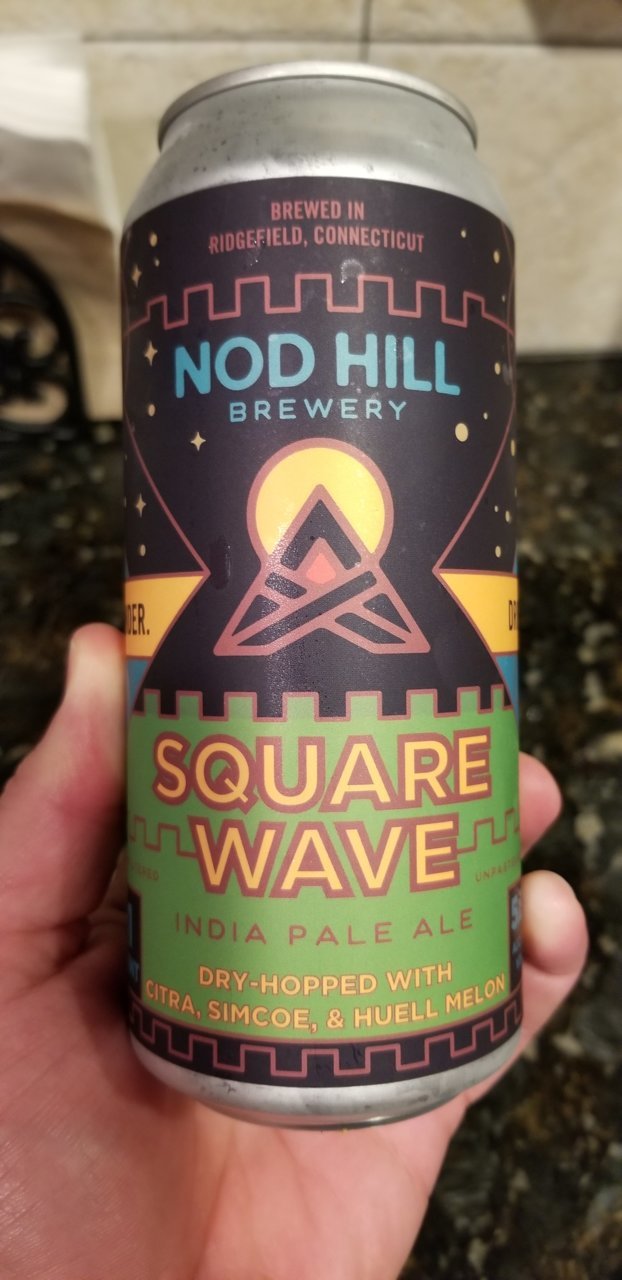 BREWED IN
RIDGEFIELD, CONNECTICUT
NOD HILL
BREWERY
SQUARE
WAVE
INDIA PALE ALE
DRY-HOPPED WITH
CITRA, SIMCOE, & HUELL MELON